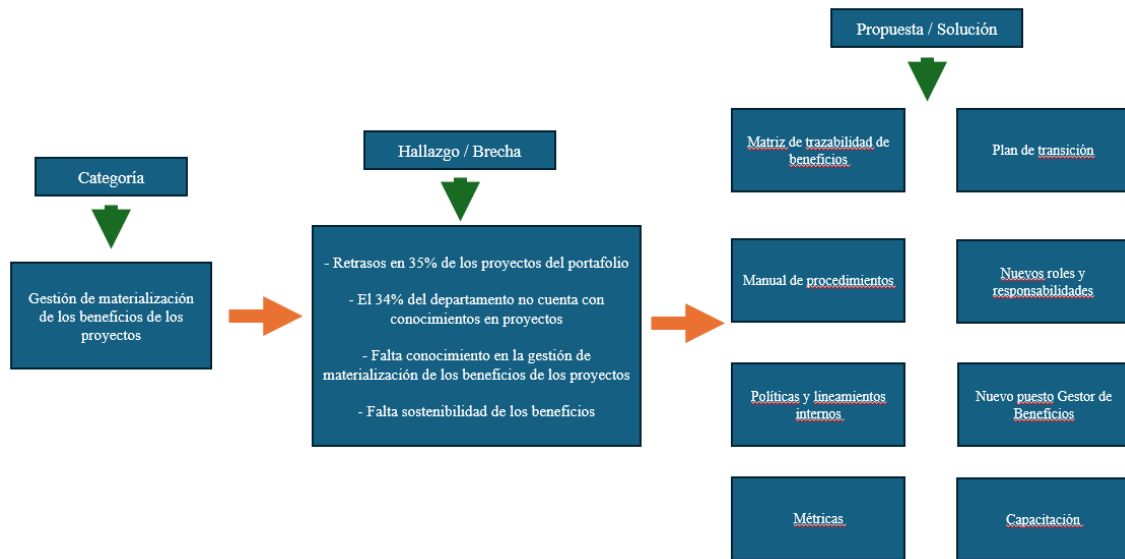 Categoría
Gestión de materialización
de los beneficios de los
proyectos
Hallazgo / Brecha
- Retrasos en 35% de los proyectos del portafolio
- El 34% del departamento no cuenta con
conocimientos en proyectos
- Falta conocimiento en la gestión de
materialización de los beneficios de los proyectos
- Falta sostenibilidad de los beneficios
Propuesta / Solución
Matriz de trazabilidad de
beneficios
Plan de transición
Manual de procedimientos
Nuevos roles y
responsabilidades
Políticas y lineamientos
internos
Nuevo puesto Gestor de
Beneficios
Métricas
Capacitación